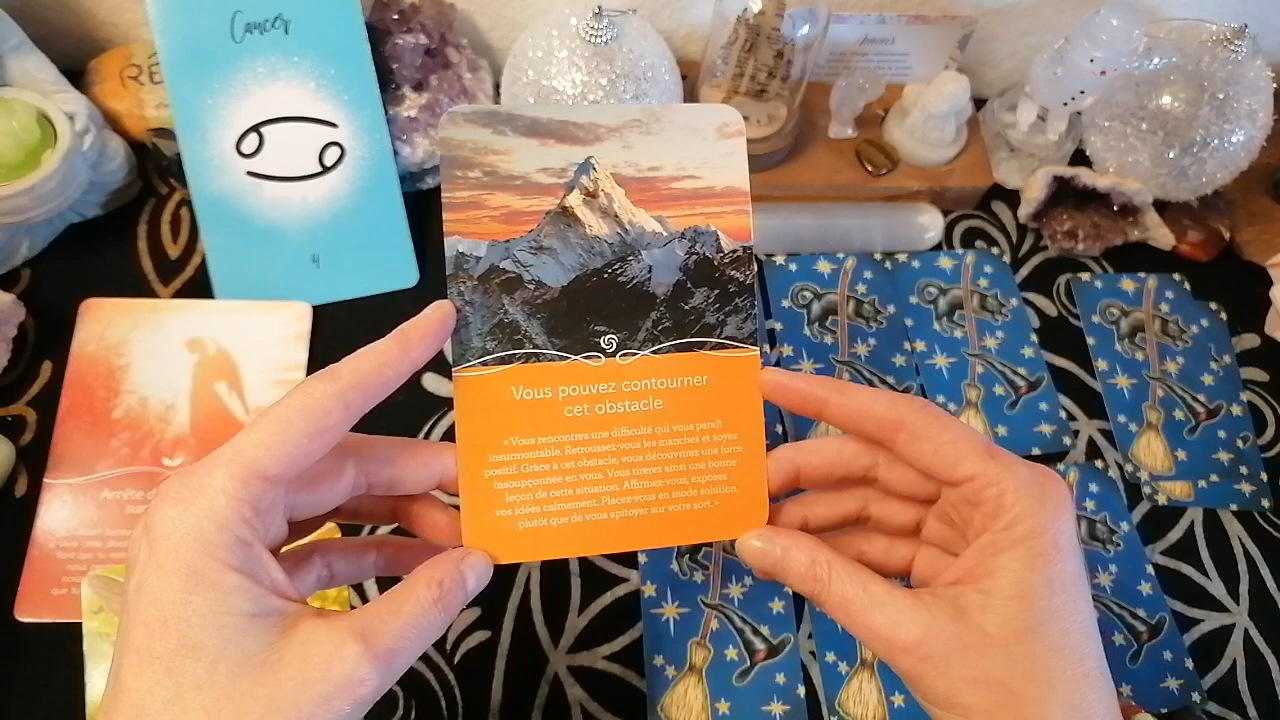 Cancer
RÊ
4
Vous pouvez contourner
cet obstacle
« Vous rencontrez une difficulté qui vous paraît
insurmontable. Retroussez-vous les manches et soyez
positif. Grâce à cet obstacle, vous découvrirez une force
insoupçonnée en vous. Vous tirerez ainsi une bonne
leçon de cette situation. Affirmez-vous, exposez
vos idées calmement. Placez-vous en mode solution,
plutôt que de vous apitoyer sur votre sort. »
Arrête d